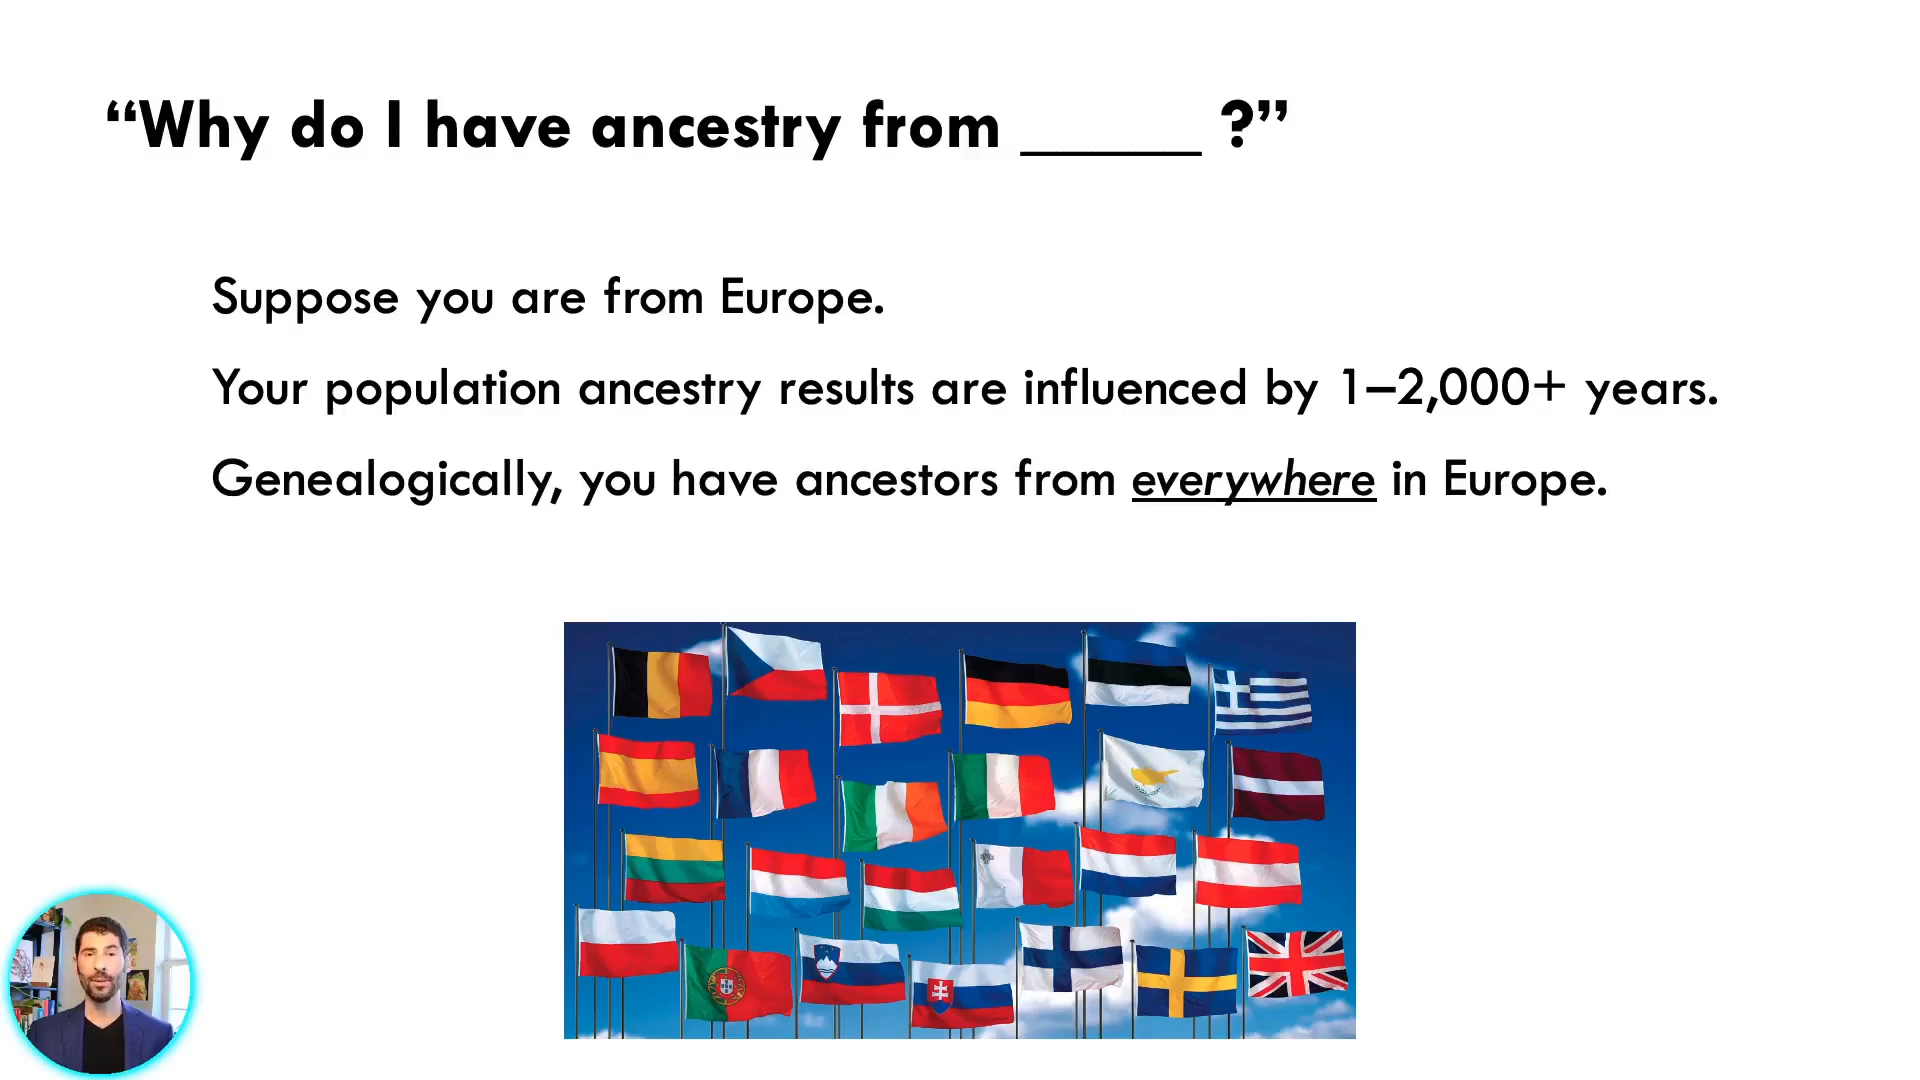 “Why do I have ancestry from ______ ?”
Suppose you are from Europe.
Your population ancestry results are influenced by 1–2,000+ years.
Genealogically, you have ancestors from everywhere in Europe.